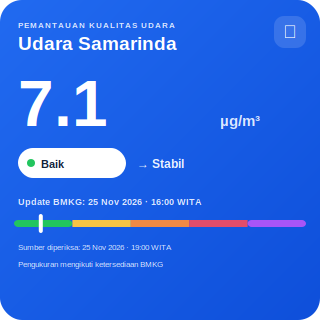 PEMANTAUAN KUALITAS UDARA
Udara Samarinda
7.1
µg/m³
Baik
→ Stabil
Update BMKG: 25 Nov 2026 · 16:00 WITA
Sumber diperiksa: 25 Nov 2026 · 19:00 WITA
Pengukuran mengikuti ketersediaan BMKG